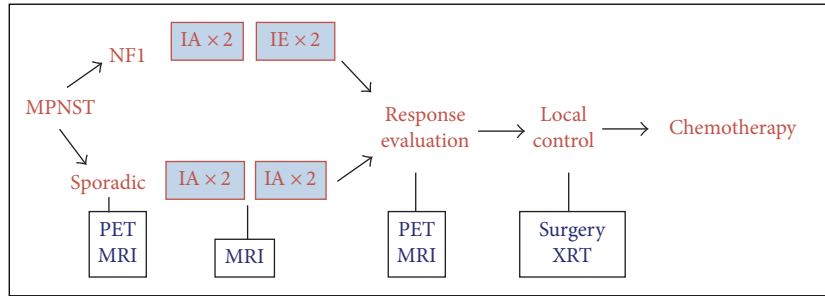 NF1
IA × 2
IE × 2
MPNST
Response
evaluation
Local
control
Chemotherapy
Sporadic
IA × 2
IA × 2
PET
MRI
MRI
PET
MRI
Surgery
XRT